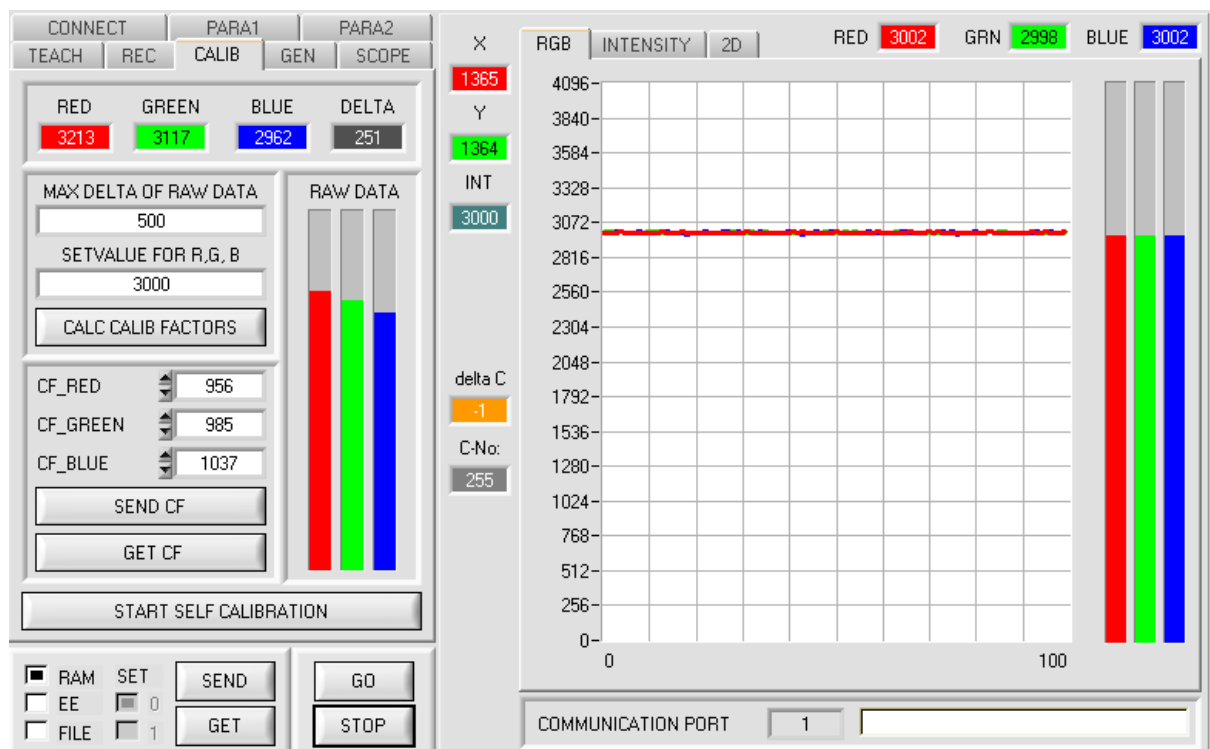 CONNECT PARA1 PARA2
TEACH REC CALIB GEN SCOPE
RED GREEN BLUE DELTA
3213 3117 2962 251
MAX DELTA OF RAW DATA
500
SETVALUE FOR R,G, B
3000
CALC CALIB FACTORS
RAW DATA
CF_RED 956
CF_GREEN 985
CF_BLUE 1037
SEND CF
GET CF
START SELF CALIBRATION
RAM SET
EE 0
FILE 1
SEND
GET
GO
STOP
X
1365
Y
1364
INT
3000
delta C
-1
C-No:
255
RGB INTENSITY 2D
RED 3002 GRN 2998 BLUE 3002
4096
3840
3584
3328
3072
2816
2560
2304
2048
1792
1536
1280
1024
768
512
256
0
0 100
COMMUNICATION PORT 1